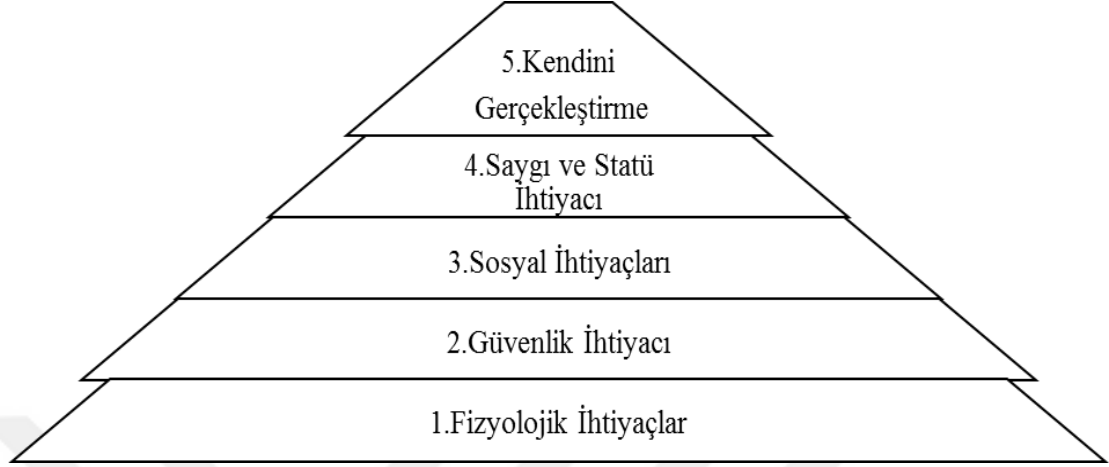 5.Kendini
Gerçekleştirme
4.Saygı ve Statü
İhtiyacı
3.Sosyal İhtiyaçları
2.Güvenlik İhtiyacı
1.Fizyolojik İhtiyaçlar